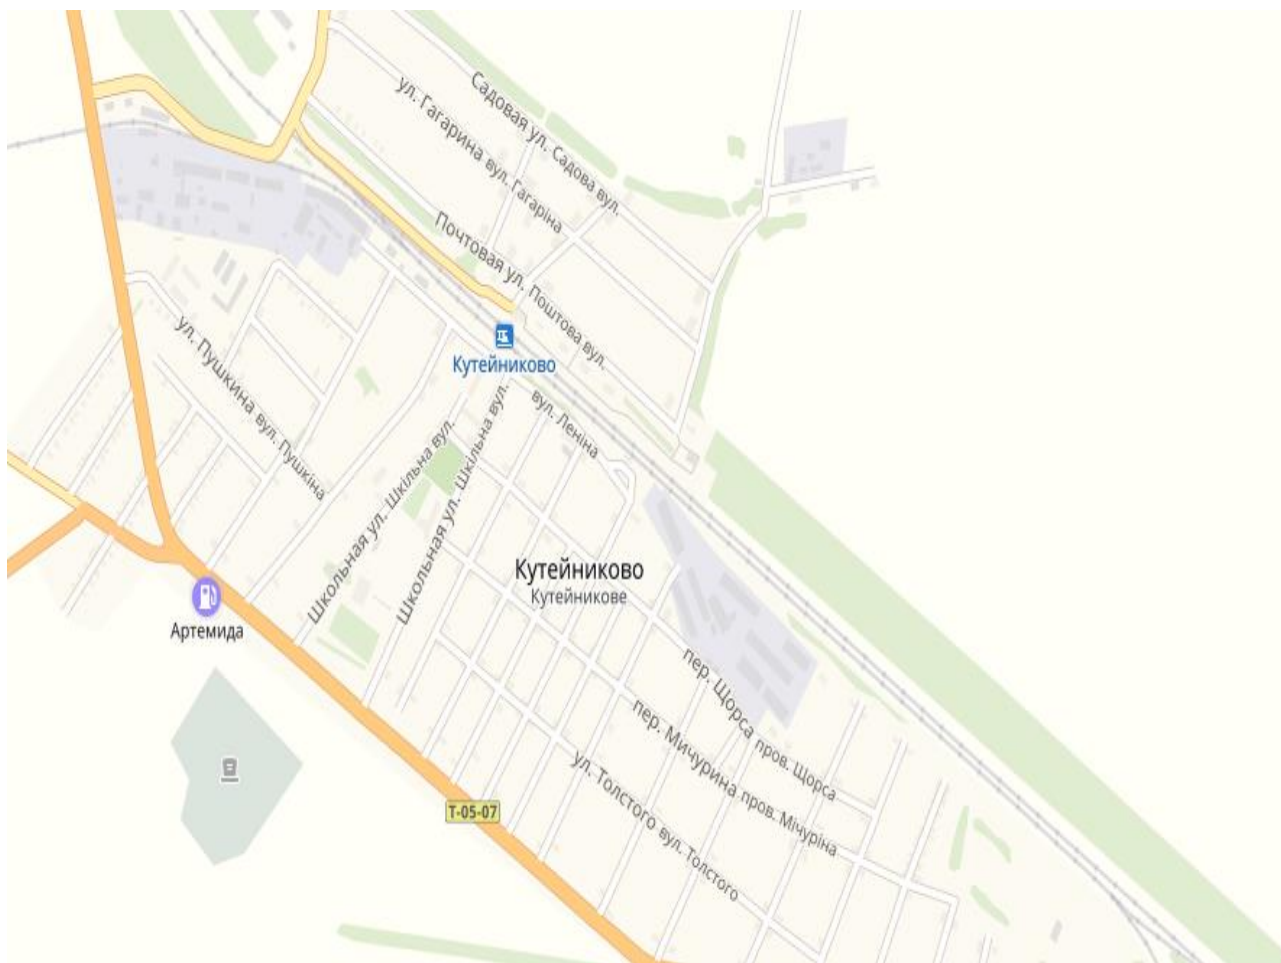 Садовая ул. Садова вул.
ул. Гагарина вул. Гагаріна
Почтовая ул. Поштова вул.
ул. Пушкина вул. Пушкіна
Кутейниково
вул. Леніна
Школьная ул. Шкільна вул.
Школьная ул. Шкільна вул.
Кутейниково
Кутейникове
Артемида
пер. Щорса пров. Щорса
пер. Мичурина пров. Мічуріна
ул. Толстого вул. Толстого
Т-05-07